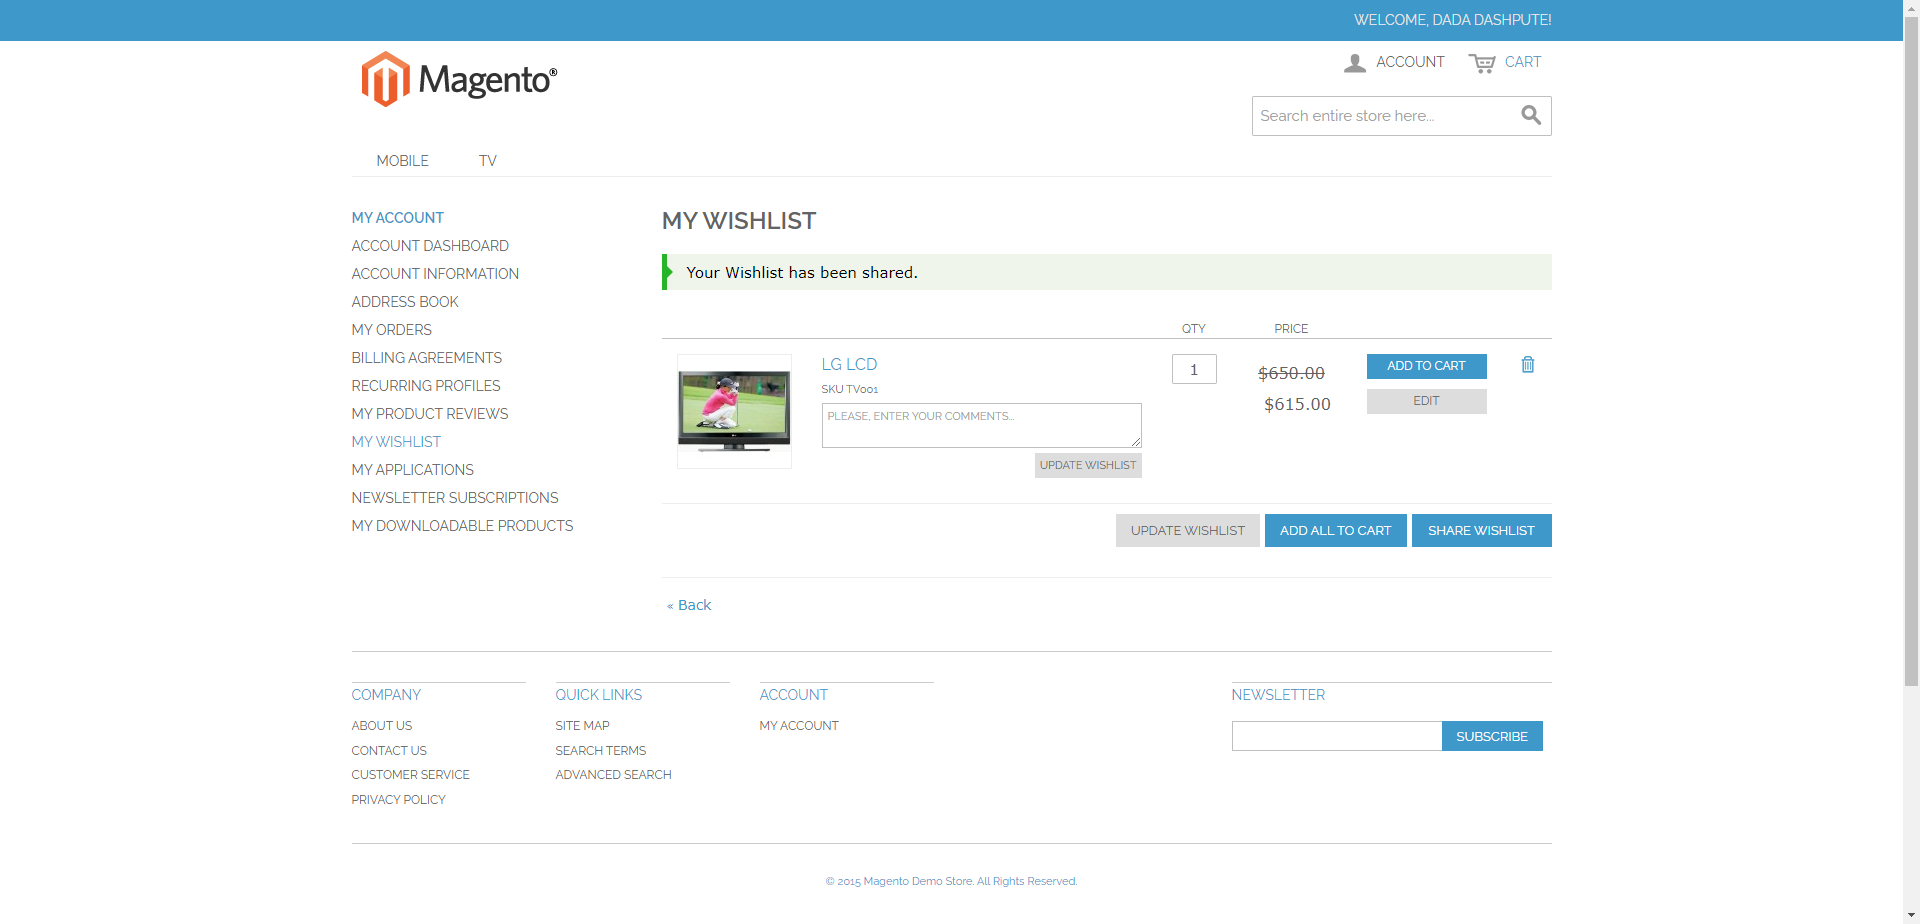 WELCOME, DADA DASHPUTE!
Magento®
ACCOUNT
CART
Search entire store here...
MOBILE
TV
MY ACCOUNT
ACCOUNT DASHBOARD
ACCOUNT INFORMATION
ADDRESS BOOK
MY ORDERS
BILLING AGREEMENTS
RECURRING PROFILES
MY PRODUCT REVIEWS
MY WISHLIST
MY APPLICATIONS
NEWSLETTER SUBSCRIPTIONS
MY DOWNLOADABLE PRODUCTS
MY WISHLIST
Your Wishlist has been shared.
QTY PRICE
LG LCD
SKU TV001
PLEASE, ENTER YOUR COMMENTS...
UPDATE WISHLIST
1
$650.00
$615.00
ADD TO CART
EDIT
UPDATE WISHLIST
ADD ALL TO CART
SHARE WISHLIST
« Back
COMPANY
ABOUT US
CONTACT US
CUSTOMER SERVICE
PRIVACY POLICY
QUICK LINKS
SITE MAP
SEARCH TERMS
ADVANCED SEARCH
ACCOUNT
MY ACCOUNT
NEWSLETTER
SUBSCRIBE
© 2015 Magento Demo Store. All Rights Reserved.